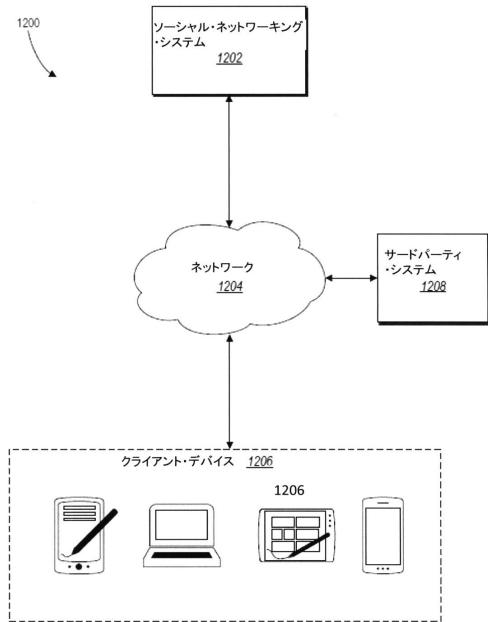 1200
ソーシャル・ネットワーキング
・システム
1202
ネットワーク
1204
サードパーティ
・システム
1208
クライアント・デバイス 1206
1206